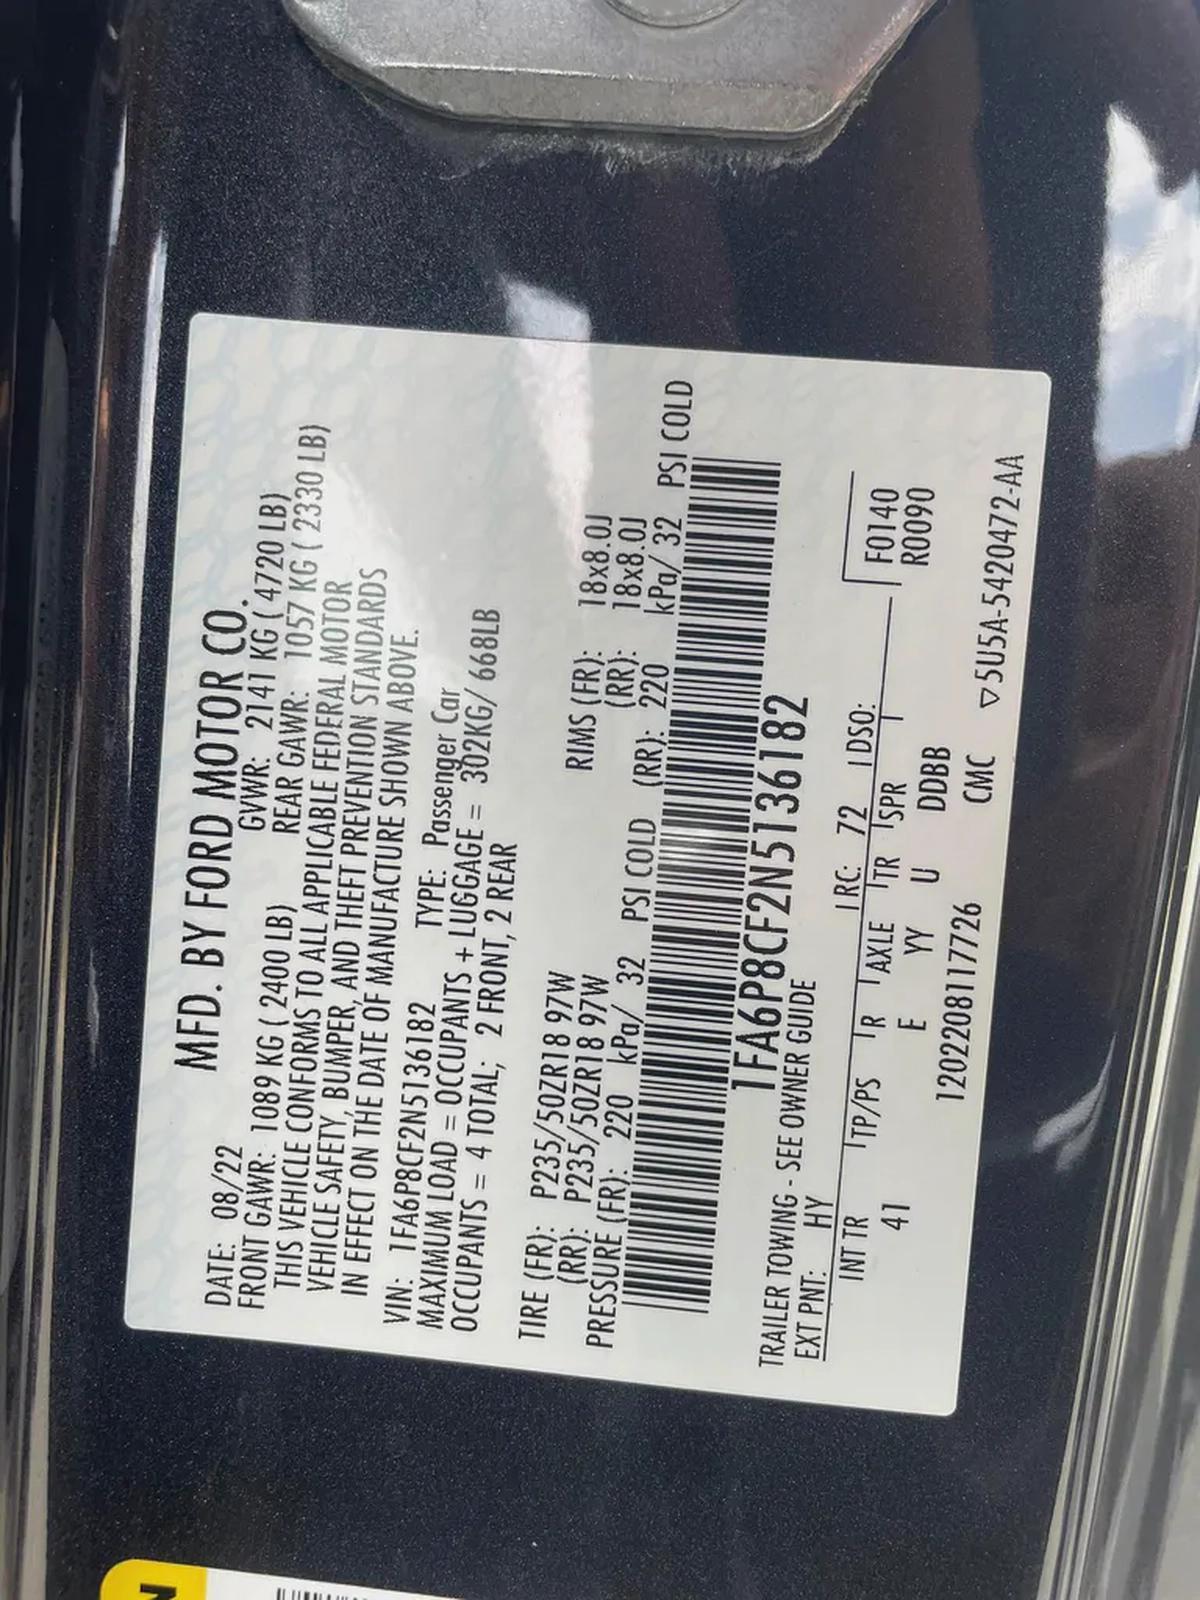 MFD. BY FORD MOTOR CO.
DATE: 08/22 GVWR: 2141 KG ( 4720 LB)
FRONT GAWR: 1089 KG ( 2400 LB) REAR GAWR: 1057 KG ( 2330 LB)
THIS VEHICLE CONFORMS TO ALL APPLICABLE FEDERAL MOTOR
VEHICLE SAFETY, BUMPER, AND THEFT PREVENTION STANDARDS
IN EFFECT ON THE DATE OF MANUFACTURE SHOWN ABOVE.
VIN: 1FA6P8CF2N5136182 TYPE: Passenger Car
MAXIMUM LOAD = OCCUPANTS + LUGGAGE = 302KG/ 668LB
OCCUPANTS = 4 TOTAL; 2 FRONT, 2 REAR
TIRE (FR): P235/50ZR18 97W RIMS (FR): 18x8.0J
(RR): P235/50ZR18 97W (RR): 18x8.0J
PRESSURE (FR): 220 kPa/ 32 PSI COLD (RR): 220 kPa/ 32 PSI COLD
1FA6P8CF2N5136182
TRAILER TOWING - SEE OWNER GUIDE
EXT PNT: HY RC: 72 DSO:
INT TR TP/PS R AXLE TR SPR F0140
41 E YY U DDBB R0090
120220811726 CMC ▽5U5A-5420472-AA
N